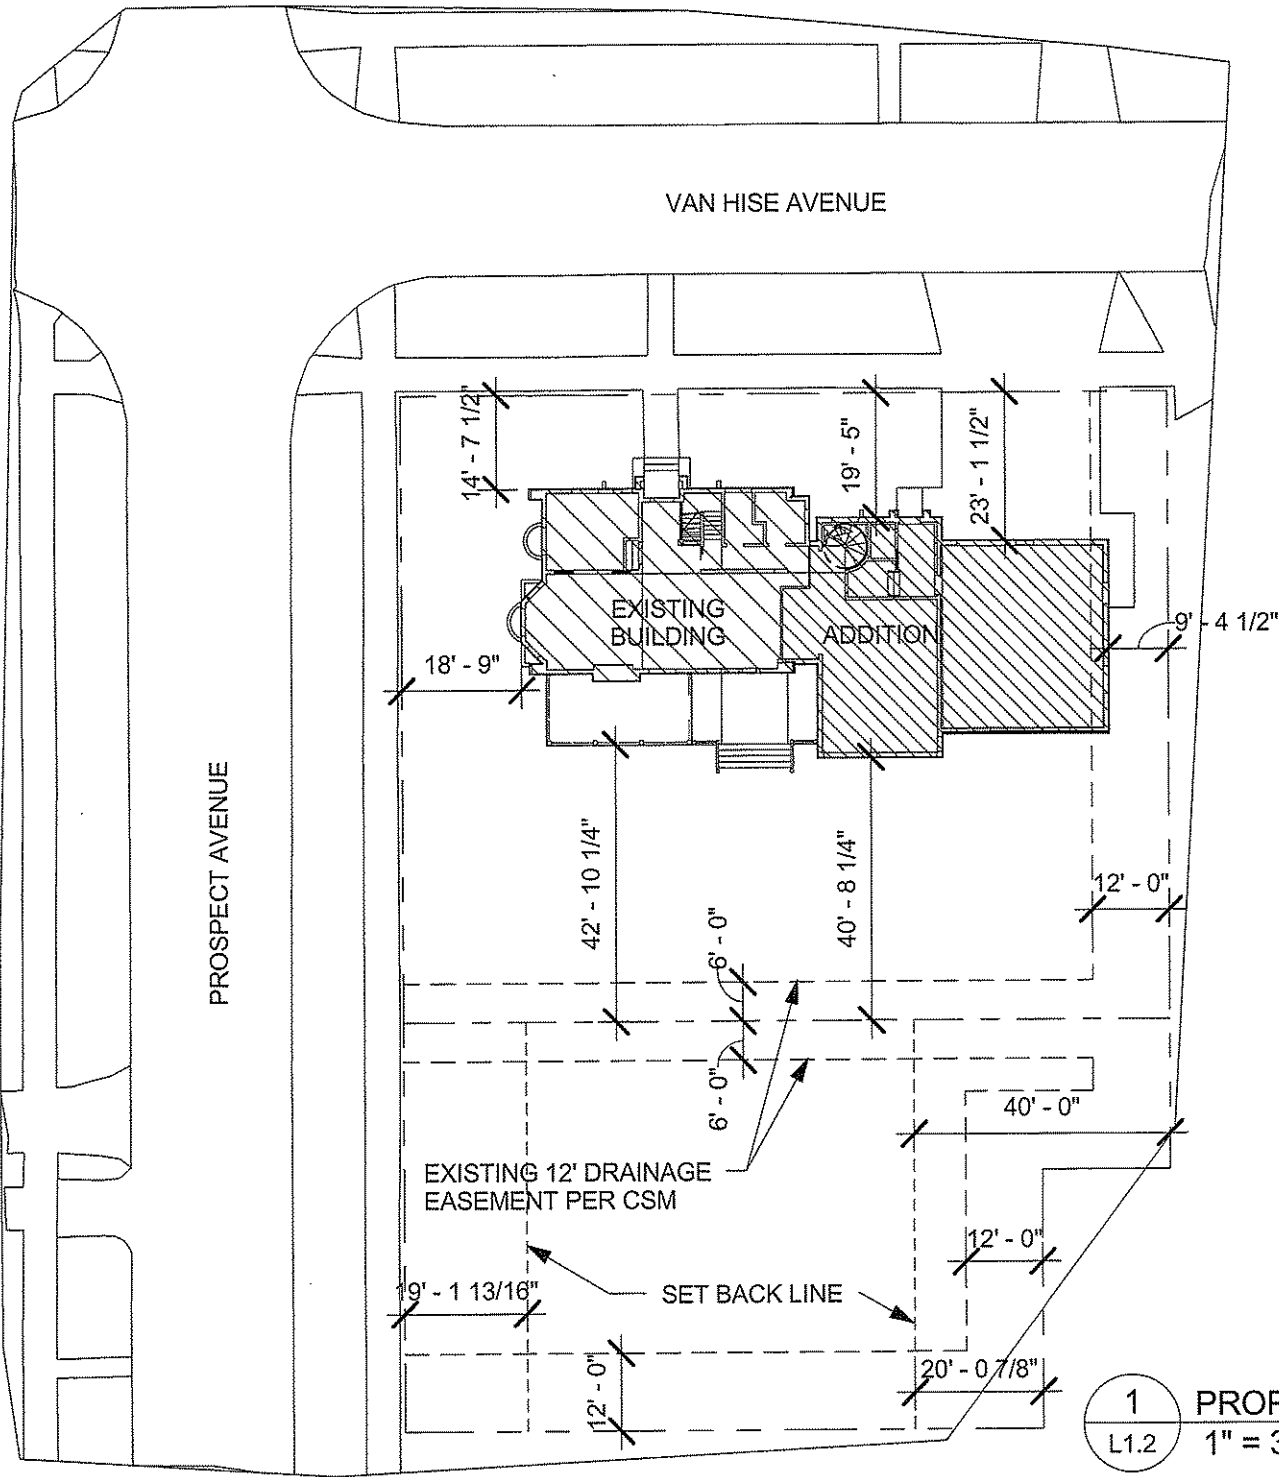 VAN HISE AVENUE
14' - 7 1/2"
19' - 5"
23' - 1 1/2"
EXISTING
BUILDING
ADDITION
9' - 4 1/2"
18' - 9"
PROSPECT AVENUE
42' - 10 1/4"
40' - 8 1/4"
12' - 0"
6' - 0"
6' - 0"
40' - 0"
EXISTING 12' DRAINAGE
EASEMENT PER CSM
12' - 0"
19' - 1 13/16"
SET BACK LINE
12' - 0"
20' - 0 7/8"
1
L1.2
1" =